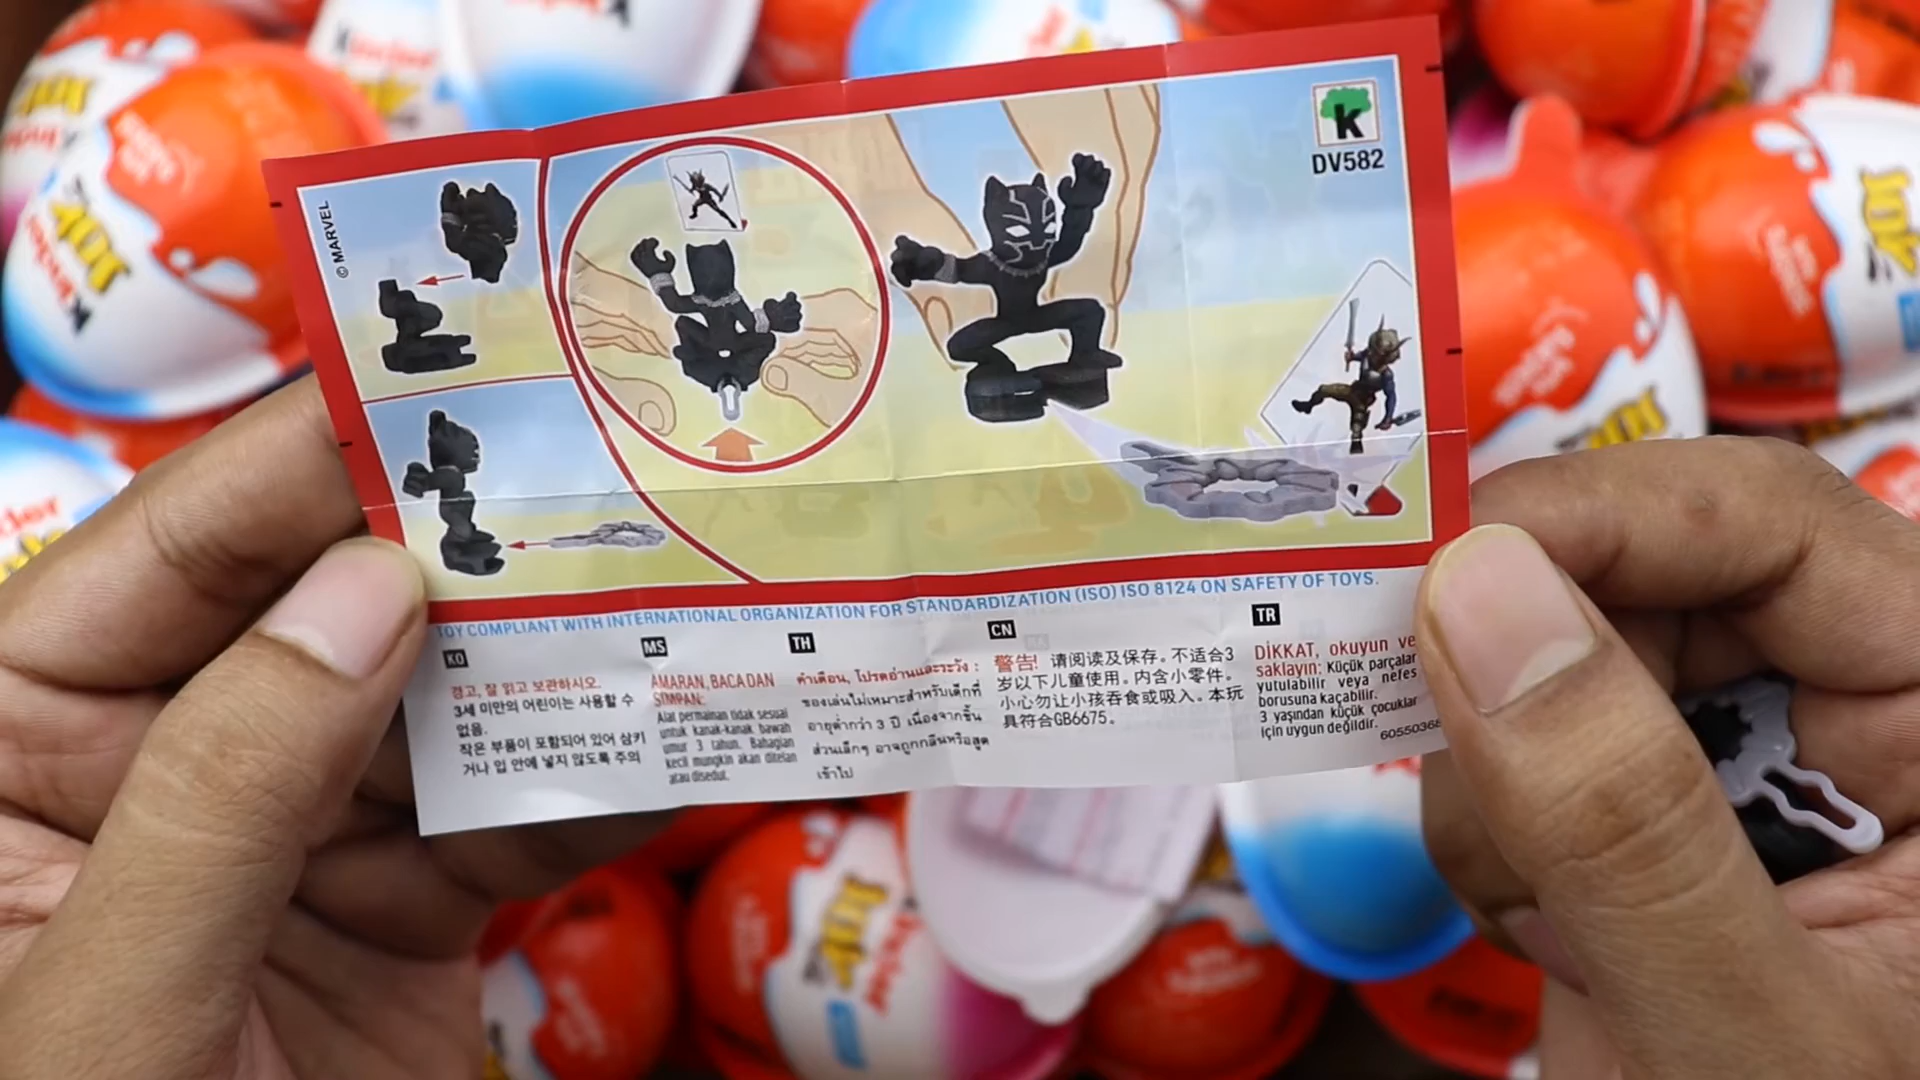 © MARVEL
k
DV582
TOY COMPLIANT WITH INTERNATIONAL ORGANIZATION FOR STANDARDIZATION (ISO) ISO 8124 ON SAFETY OF TOYS.
KO
경고, 잘 읽고 보관하시오.
3세 미만의 어린이는 사용할 수
없음.
작은 부품이 포함되어 있어 삼키
거나 입 안에 넣지 않도록 주의
MS
AMARAN, BACA DAN
SIMPAN:
Alat permainan tidak sesuai
untuk kanak-kanak bawah
umur 3 tahun. Bahagian
kecil mungkin akan ditelan
atau disedut.
TH
คำเตือน, โปรดอ่านและระวัง :
ของเล่นไม่เหมาะสำหรับเด็กที่
อายุต่ำกว่า 3 ปี เนื่องจากชิ้น
ส่วนเล็กๆ อาจถูกกลืนหรือสูด
เข้าไป
CN
警告! 请阅读及保存。不适合3
岁以下儿童使用。内含小零件。
小心勿让小孩吞食或吸入。本玩
具符合GB6675。
TR
DİKKAT, okuyun ve
saklayın: Küçük parçalar
yutulabilir veya nefes
borusuna kaçabilir.
3 yaşından küçük çocuklar
için uygun değildir.
6055036
Kinder
JOY
Kinder
JOY
Kinder
JOY